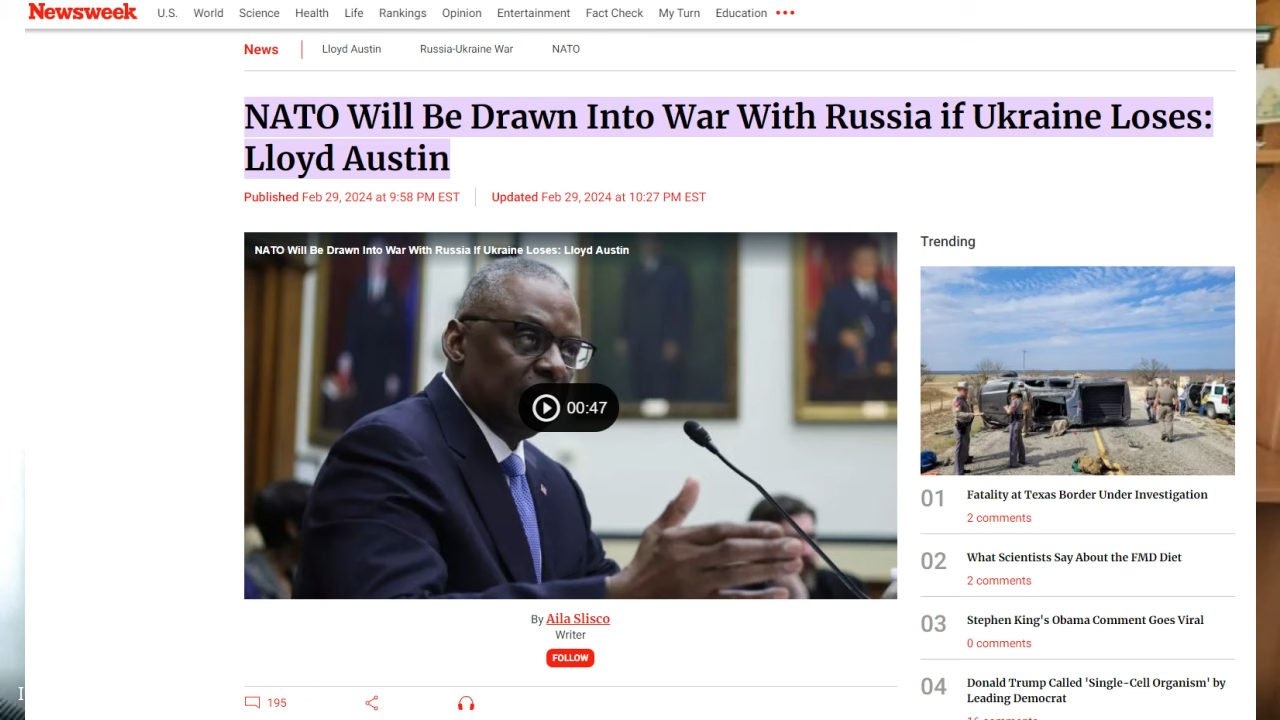 Newsweek
U.S. World Science Health Life Rankings Opinion Entertainment Fact Check My Turn Education
News Lloyd Austin Russia-Ukraine War NATO
NATO Will Be Drawn Into War With Russia if Ukraine Loses:
Lloyd Austin
Published Feb 29, 2024 at 9:58 PM EST Updated Feb 29, 2024 at 10:27 PM EST
NATO Will Be Drawn Into War With Russia If Ukraine Loses: Lloyd Austin
00:47
By Aila Slisco
Writer
FOLLOW
195
Trending
01 Fatality at Texas Border Under Investigation
2 comments
02 What Scientists Say About the FMD Diet
2 comments
03 Stephen King's Obama Comment Goes Viral
0 comments
04 Donald Trump Called 'Single-Cell Organism' by
Leading Democrat